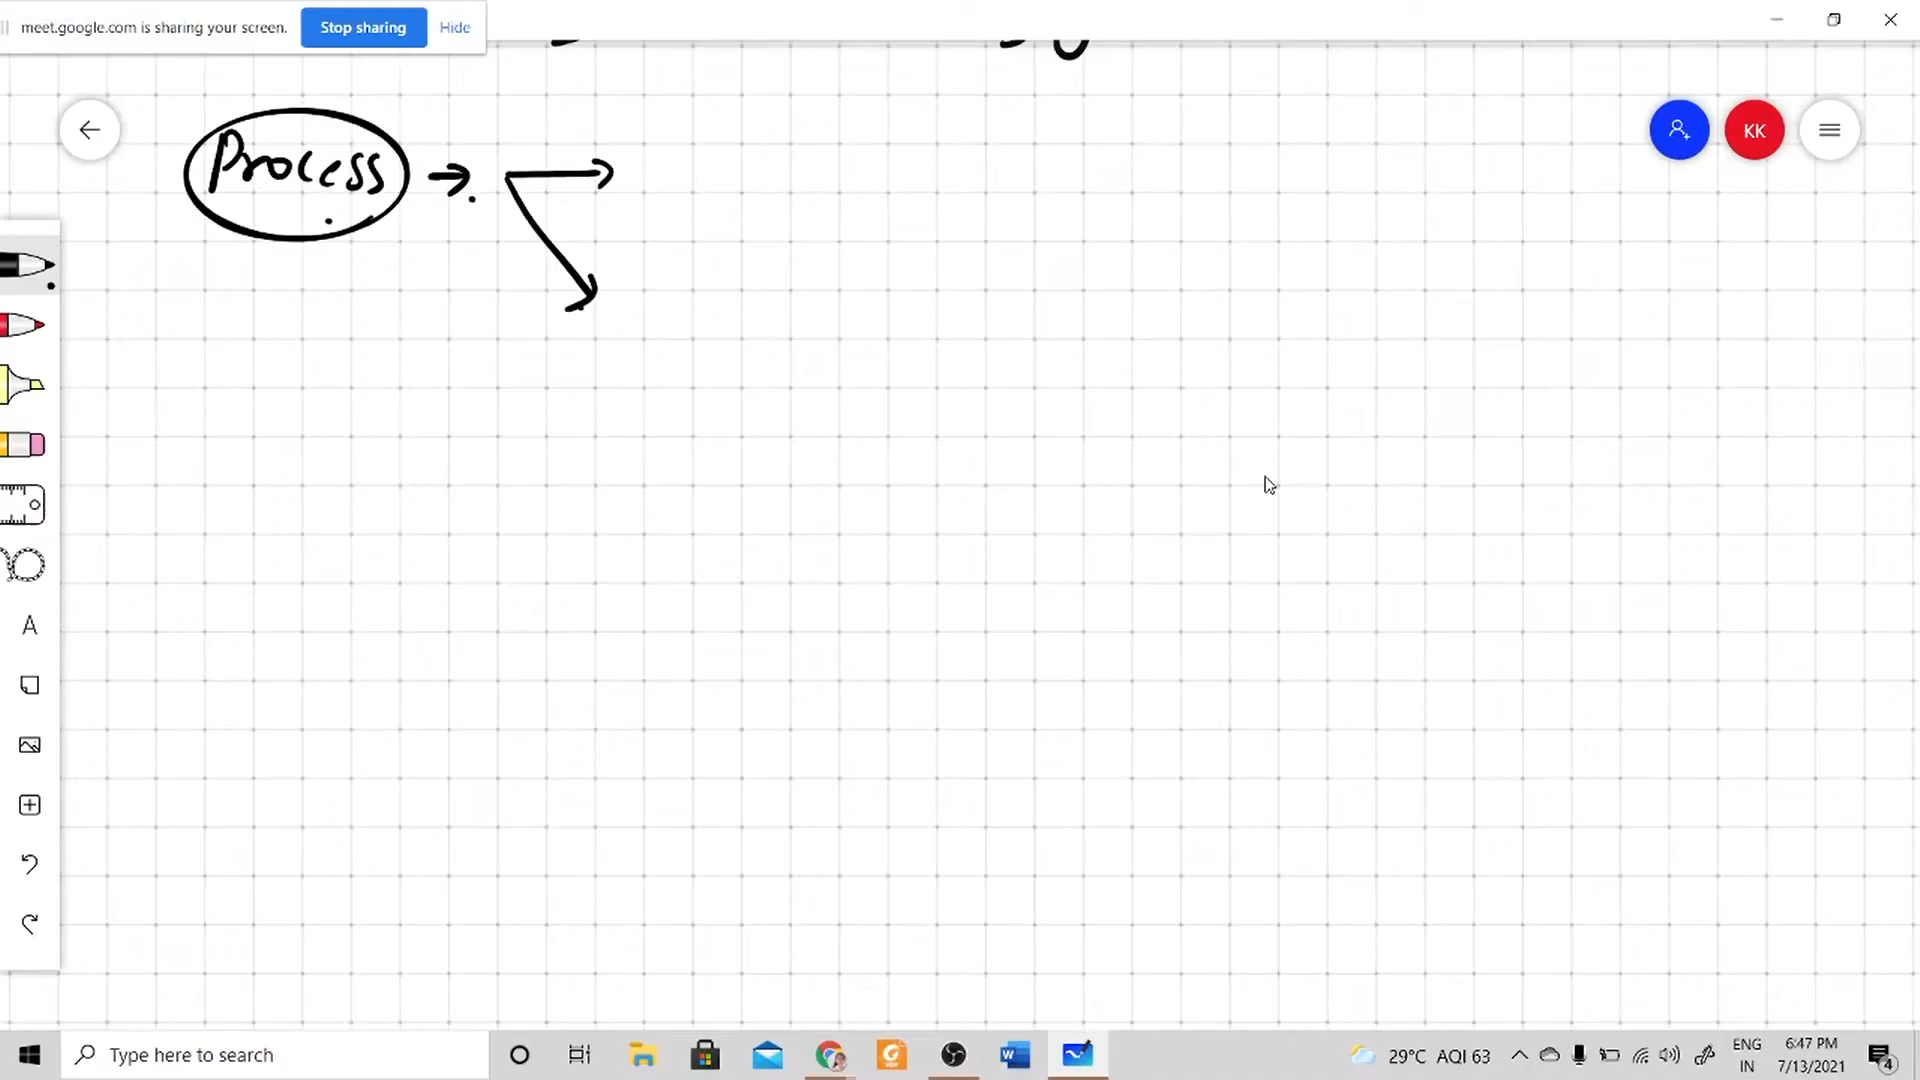 meet.google.com is sharing your screen. Stop sharing Hide
Process
KK
A
Type here to search
29°C AQI 63
ENG
IN
6:47 PM
7/13/2021
4